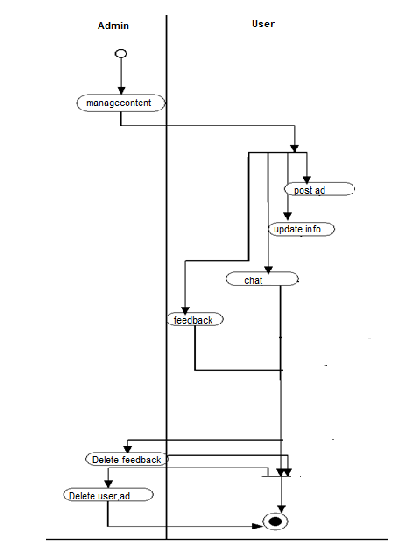 Admin
User
managecontent
post ad
update info
chat
feedback
Delete feedback
Delete user,ad